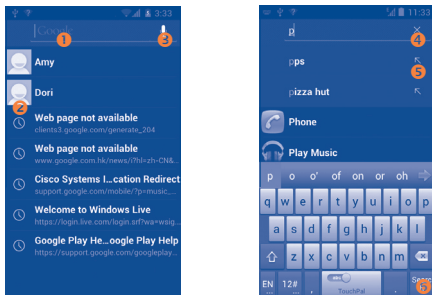 3:33
Google
1
3
Amy
Dori
2
Web page not available
clients3.google.com/generate_204
Web page not available
www.google.com.hk/news/i?hl=zh-CN&..
Cisco Systems I...cation Redirect
support.google.com/mobile/?p=music_..
Welcome to Windows Live
https://login.live.com/login.srf?wa=wsig..
Google Play He...ogle Play Help
https://support.google.com/googleplay..
11:33
p
4
pps
5
pizza hut
Phone
Play Music
p o o' of on or oh
q w e r t y u i o p
a s d f g h j k l
z x c v b n m
EN 12# , TouchPal .